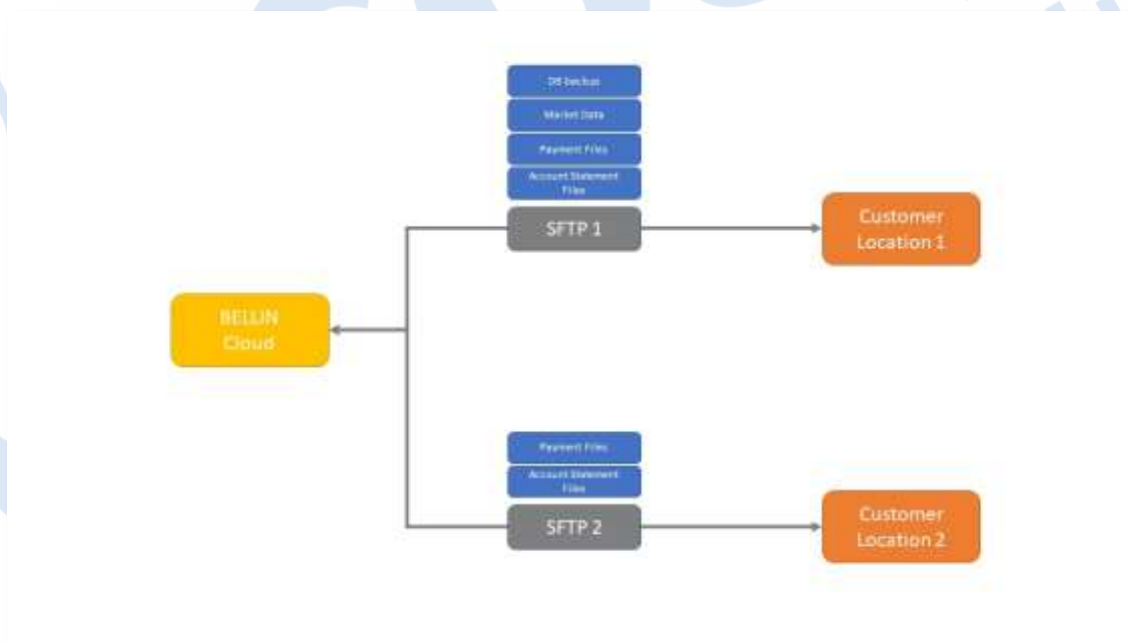 DB backup
Market Data
Payment Files
Account Statement
Files
SFTP 1
Customer
Location 1
BELLIN
Cloud
Payment Files
Account Statement
Files
SFTP 2
Customer
Location 2